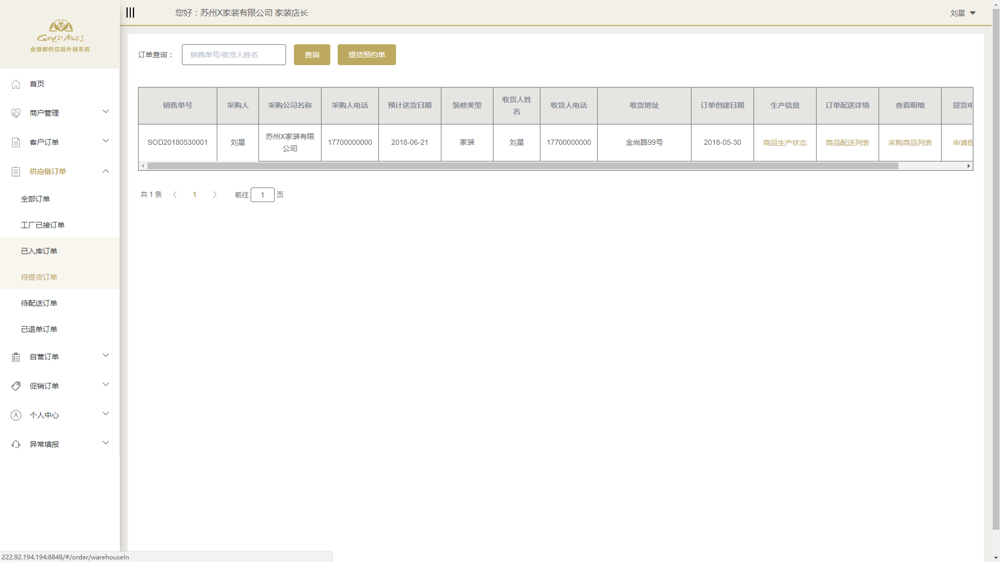 GOLD MATIS
金螳螂供应链外销系统
您好：苏州X家装有限公司 家装店长
刘星
首页
商户管理
客户订单
供应链订单
全部订单
工厂已接订单
已入库订单
待提货订单
待配送订单
已退单订单
自营订单
促销订单
个人中心
异常填报
订单查询：
销售单号/收货人姓名
查询
提货预约单
销售单号 采购人 采购公司名称 采购人电话 预计送货日期 装修类型 收货人姓名 收货人电话 收货地址 订单创建日期 生产信息 订单配送详情 查看明细 提货申
SOD20180530001 刘星 苏州X家装有限公司 17700000000 2018-06-21 家装 刘星 17700000000 金尚路99号 2018-05-30 商品生产状态 商品配送列表 采购商品列表 申请提
共 1 条 1 前往 1 页
222.92.194.194:8848/#/order/warehouseIn